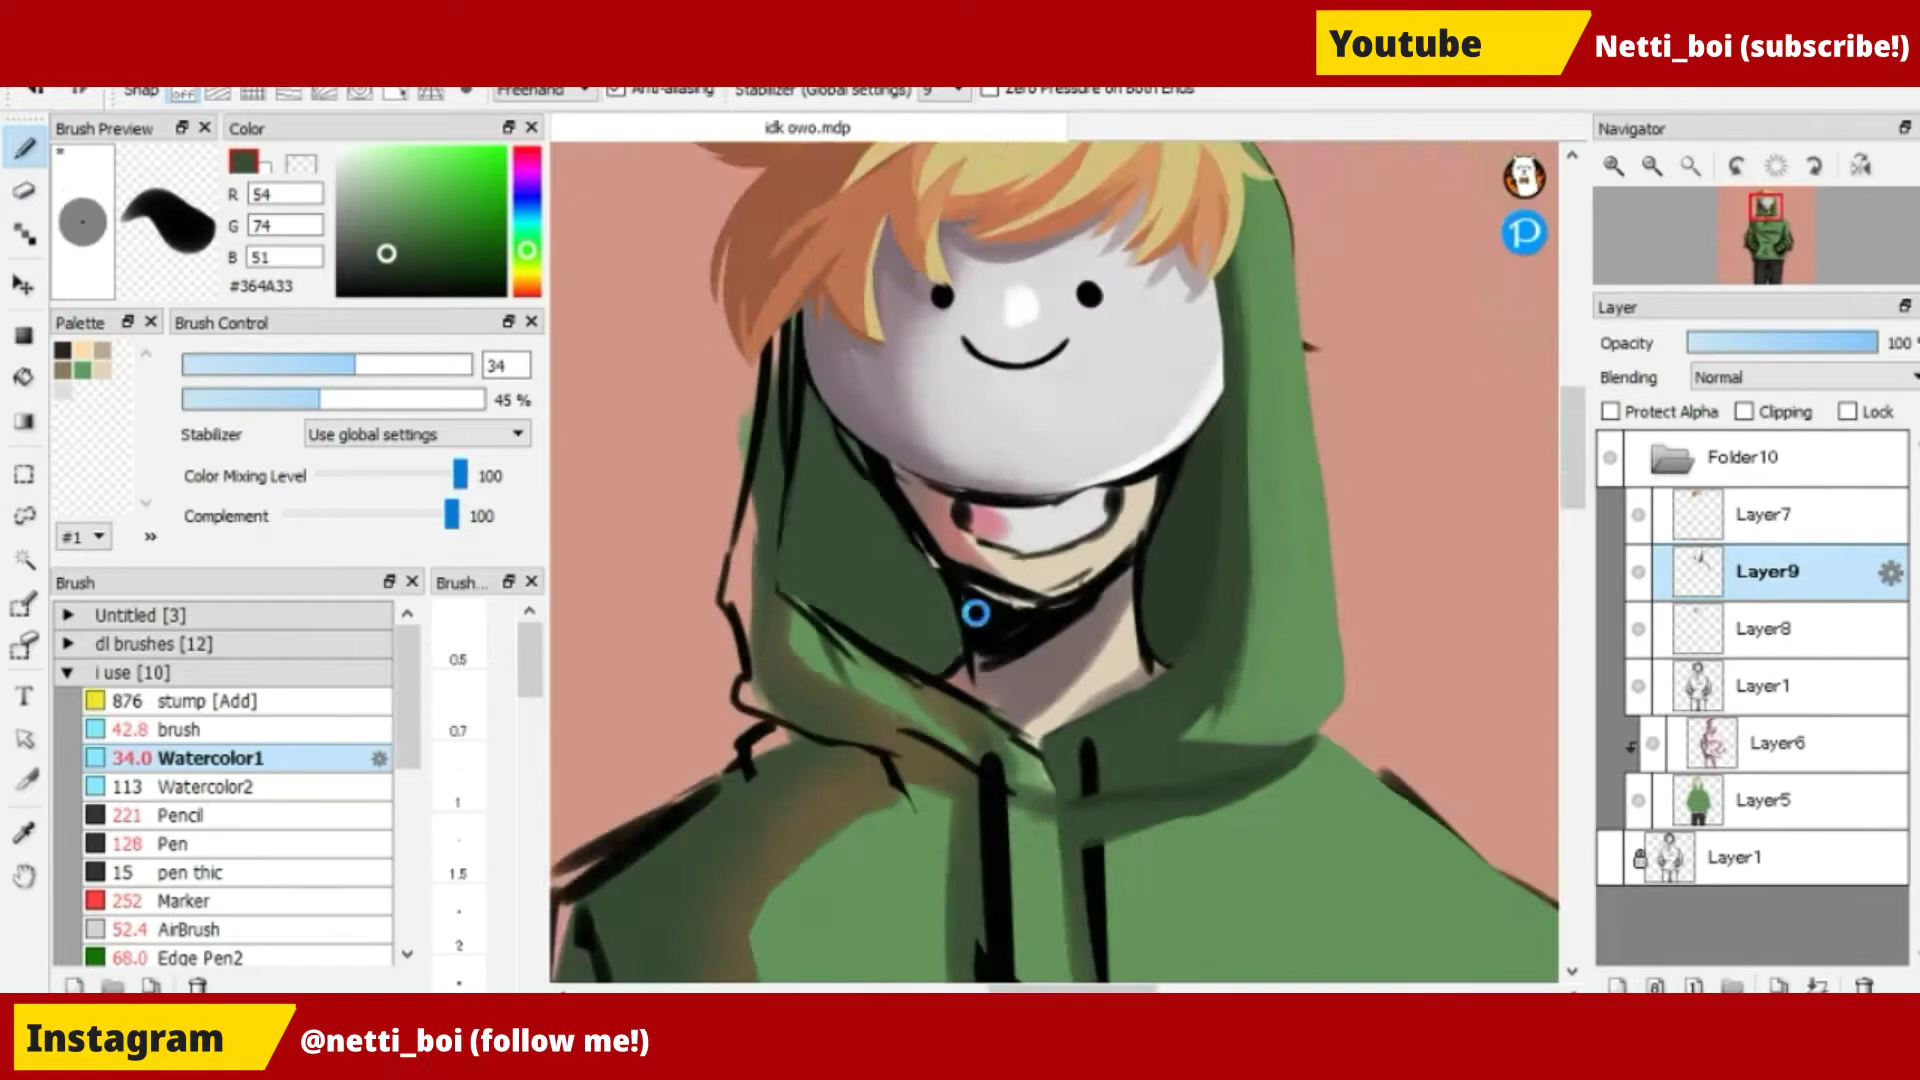 Youtube
Netti_boi (subscribe!)
Snap
OFF
Freehand
Anti-aliasing
Stabilizer (Global settings)
9
Zero Pressure on Both Ends
Brush Preview
Color
idk owo.mdp
Navigator
R 54
G 74
B 51
#364A33
Layer
Palette
Brush Control
Opacity
100 %
34
Blending
Normal
45 %
Protect Alpha
Clipping
Lock
Stabilizer
Use global settings
Folder10
Color Mixing Level
100
Layer7
Complement
100
#1
Layer9
Brush
Brush...
Untitled [3]
Layer8
dl brushes [12]
0.5
i use [10]
Layer1
876 stump [Add]
42.8 brush
0.7
Layer6
34.0 Watercolor1
113 Watercolor2
1
Layer5
221 Pencil
128 Pen
Layer1
15 pen thic
1.5
252 Marker
52.4 AirBrush
2
68.0 Edge Pen2
Instagram
@netti_boi (follow me!)